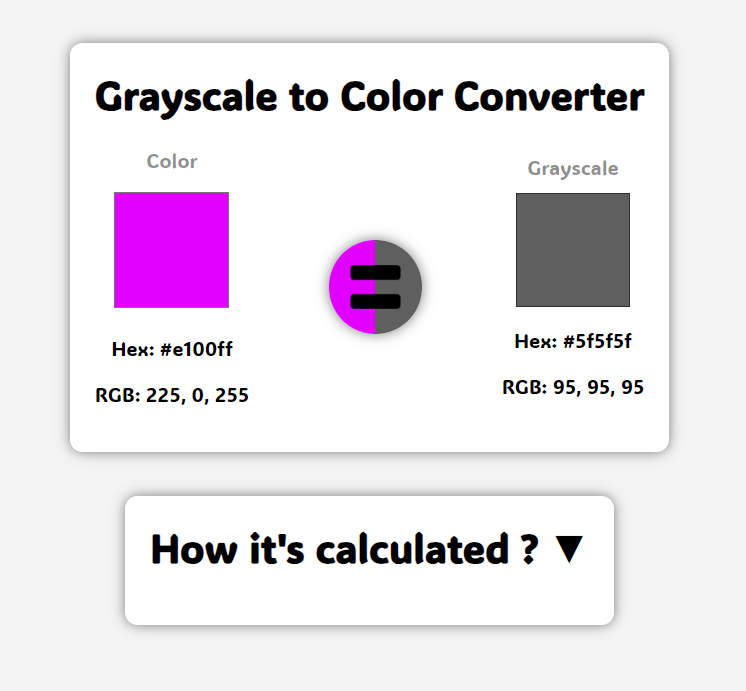 Grayscale to Color Converter
Color
Grayscale
Hex: #e100ff
Hex: #5f5f5f
RGB: 225, 0, 255
RGB: 95, 95, 95
How it's calculated ? ▼